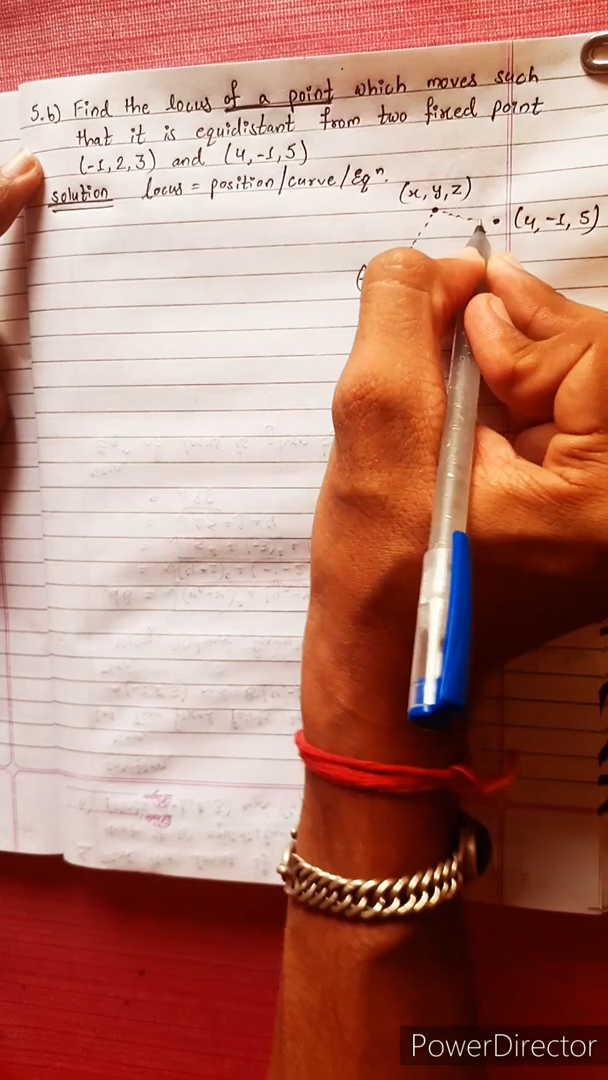 5.b) Find the locus of a point which moves such
that it is equidistant from two fixed point
(-1,2,3) and (4,-1,5)
solution locus = position/curve/Eqⁿ.
(x,y,z)
(4,-1,5)
PowerDirector